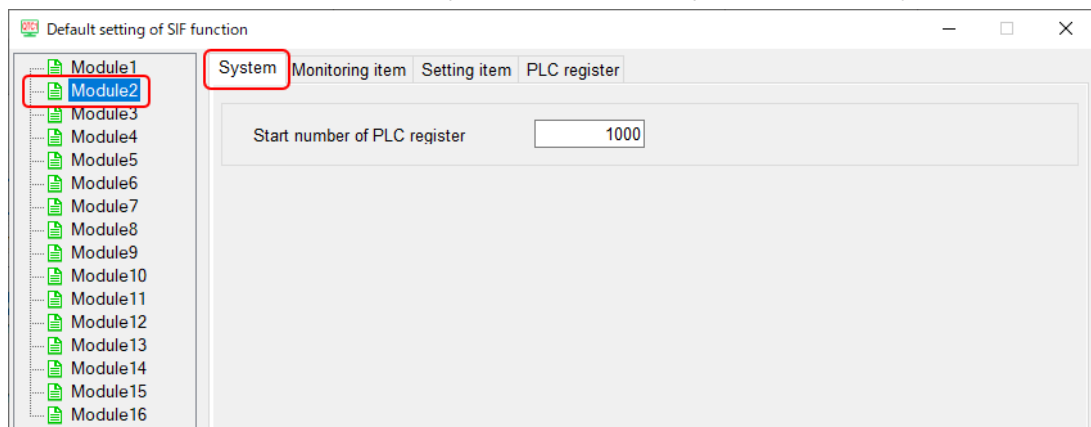 QTC1 Default setting of SIF function
Module1
Module2
Module3
Module4
Module5
Module6
Module7
Module8
Module9
Module10
Module11
Module12
Module13
Module14
Module15
Module16
System Monitoring item Setting item PLC register
Start number of PLC register 1000